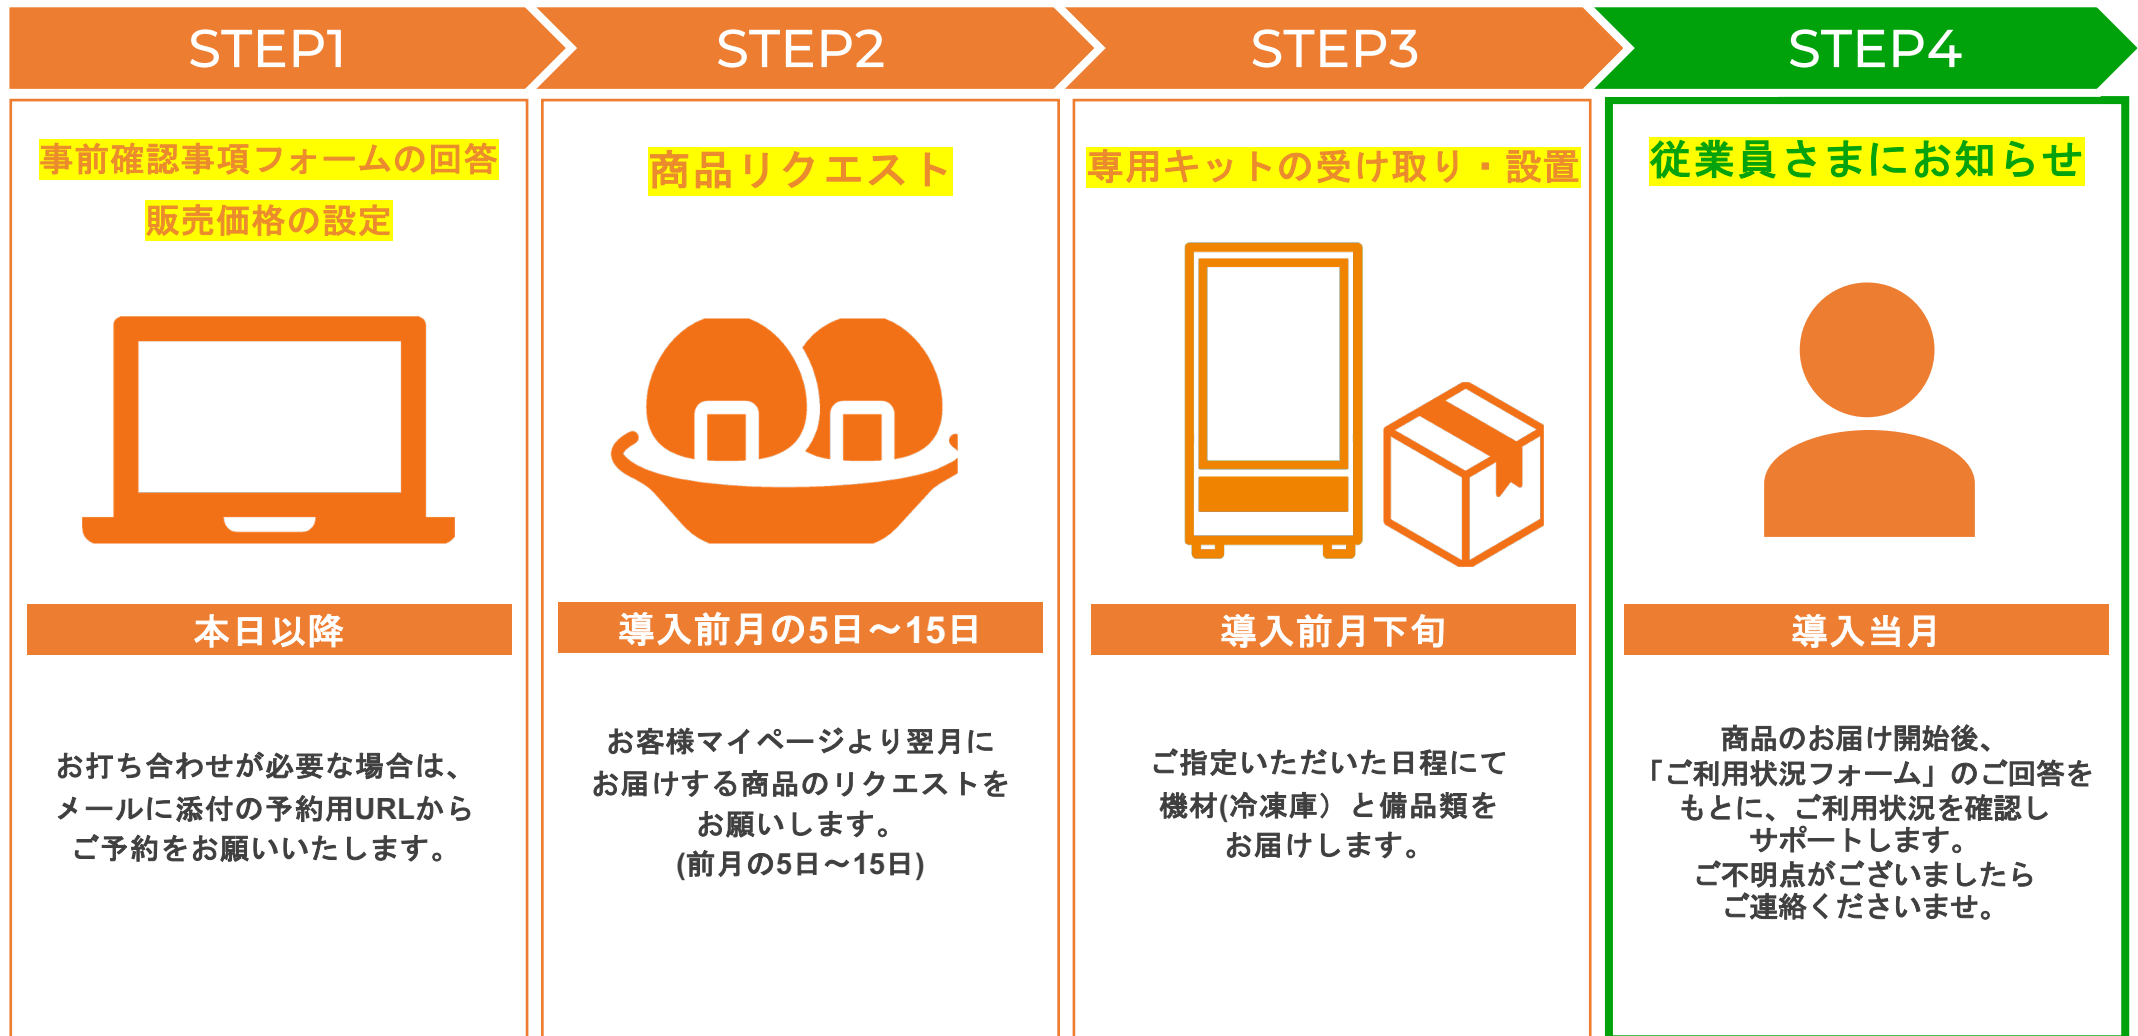 STEP1
STEP2
STEP3
STEP4
事前確認事項フォームの回答
販売価格の設定
本日以降
お打ち合わせが必要な場合は、
メールに添付の予約用URLから
ご予約をお願いいたします。
商品リクエスト
導入前月の5日～15日
お客様マイページより翌月に
お届けする商品のリクエストを
お願いします。
(前月の5日～15日)
専用キットの受け取り・設置
導入前月下旬
ご指定いただいた日程にて
機材(冷凍庫）と備品類を
お届けします。
従業員さまにお知らせ
導入当月
商品のお届け開始後、
「ご利用状況フォーム」のご回答を
もとに、ご利用状況を確認し
サポートします。
ご不明点がございましたら
ご連絡くださいませ。